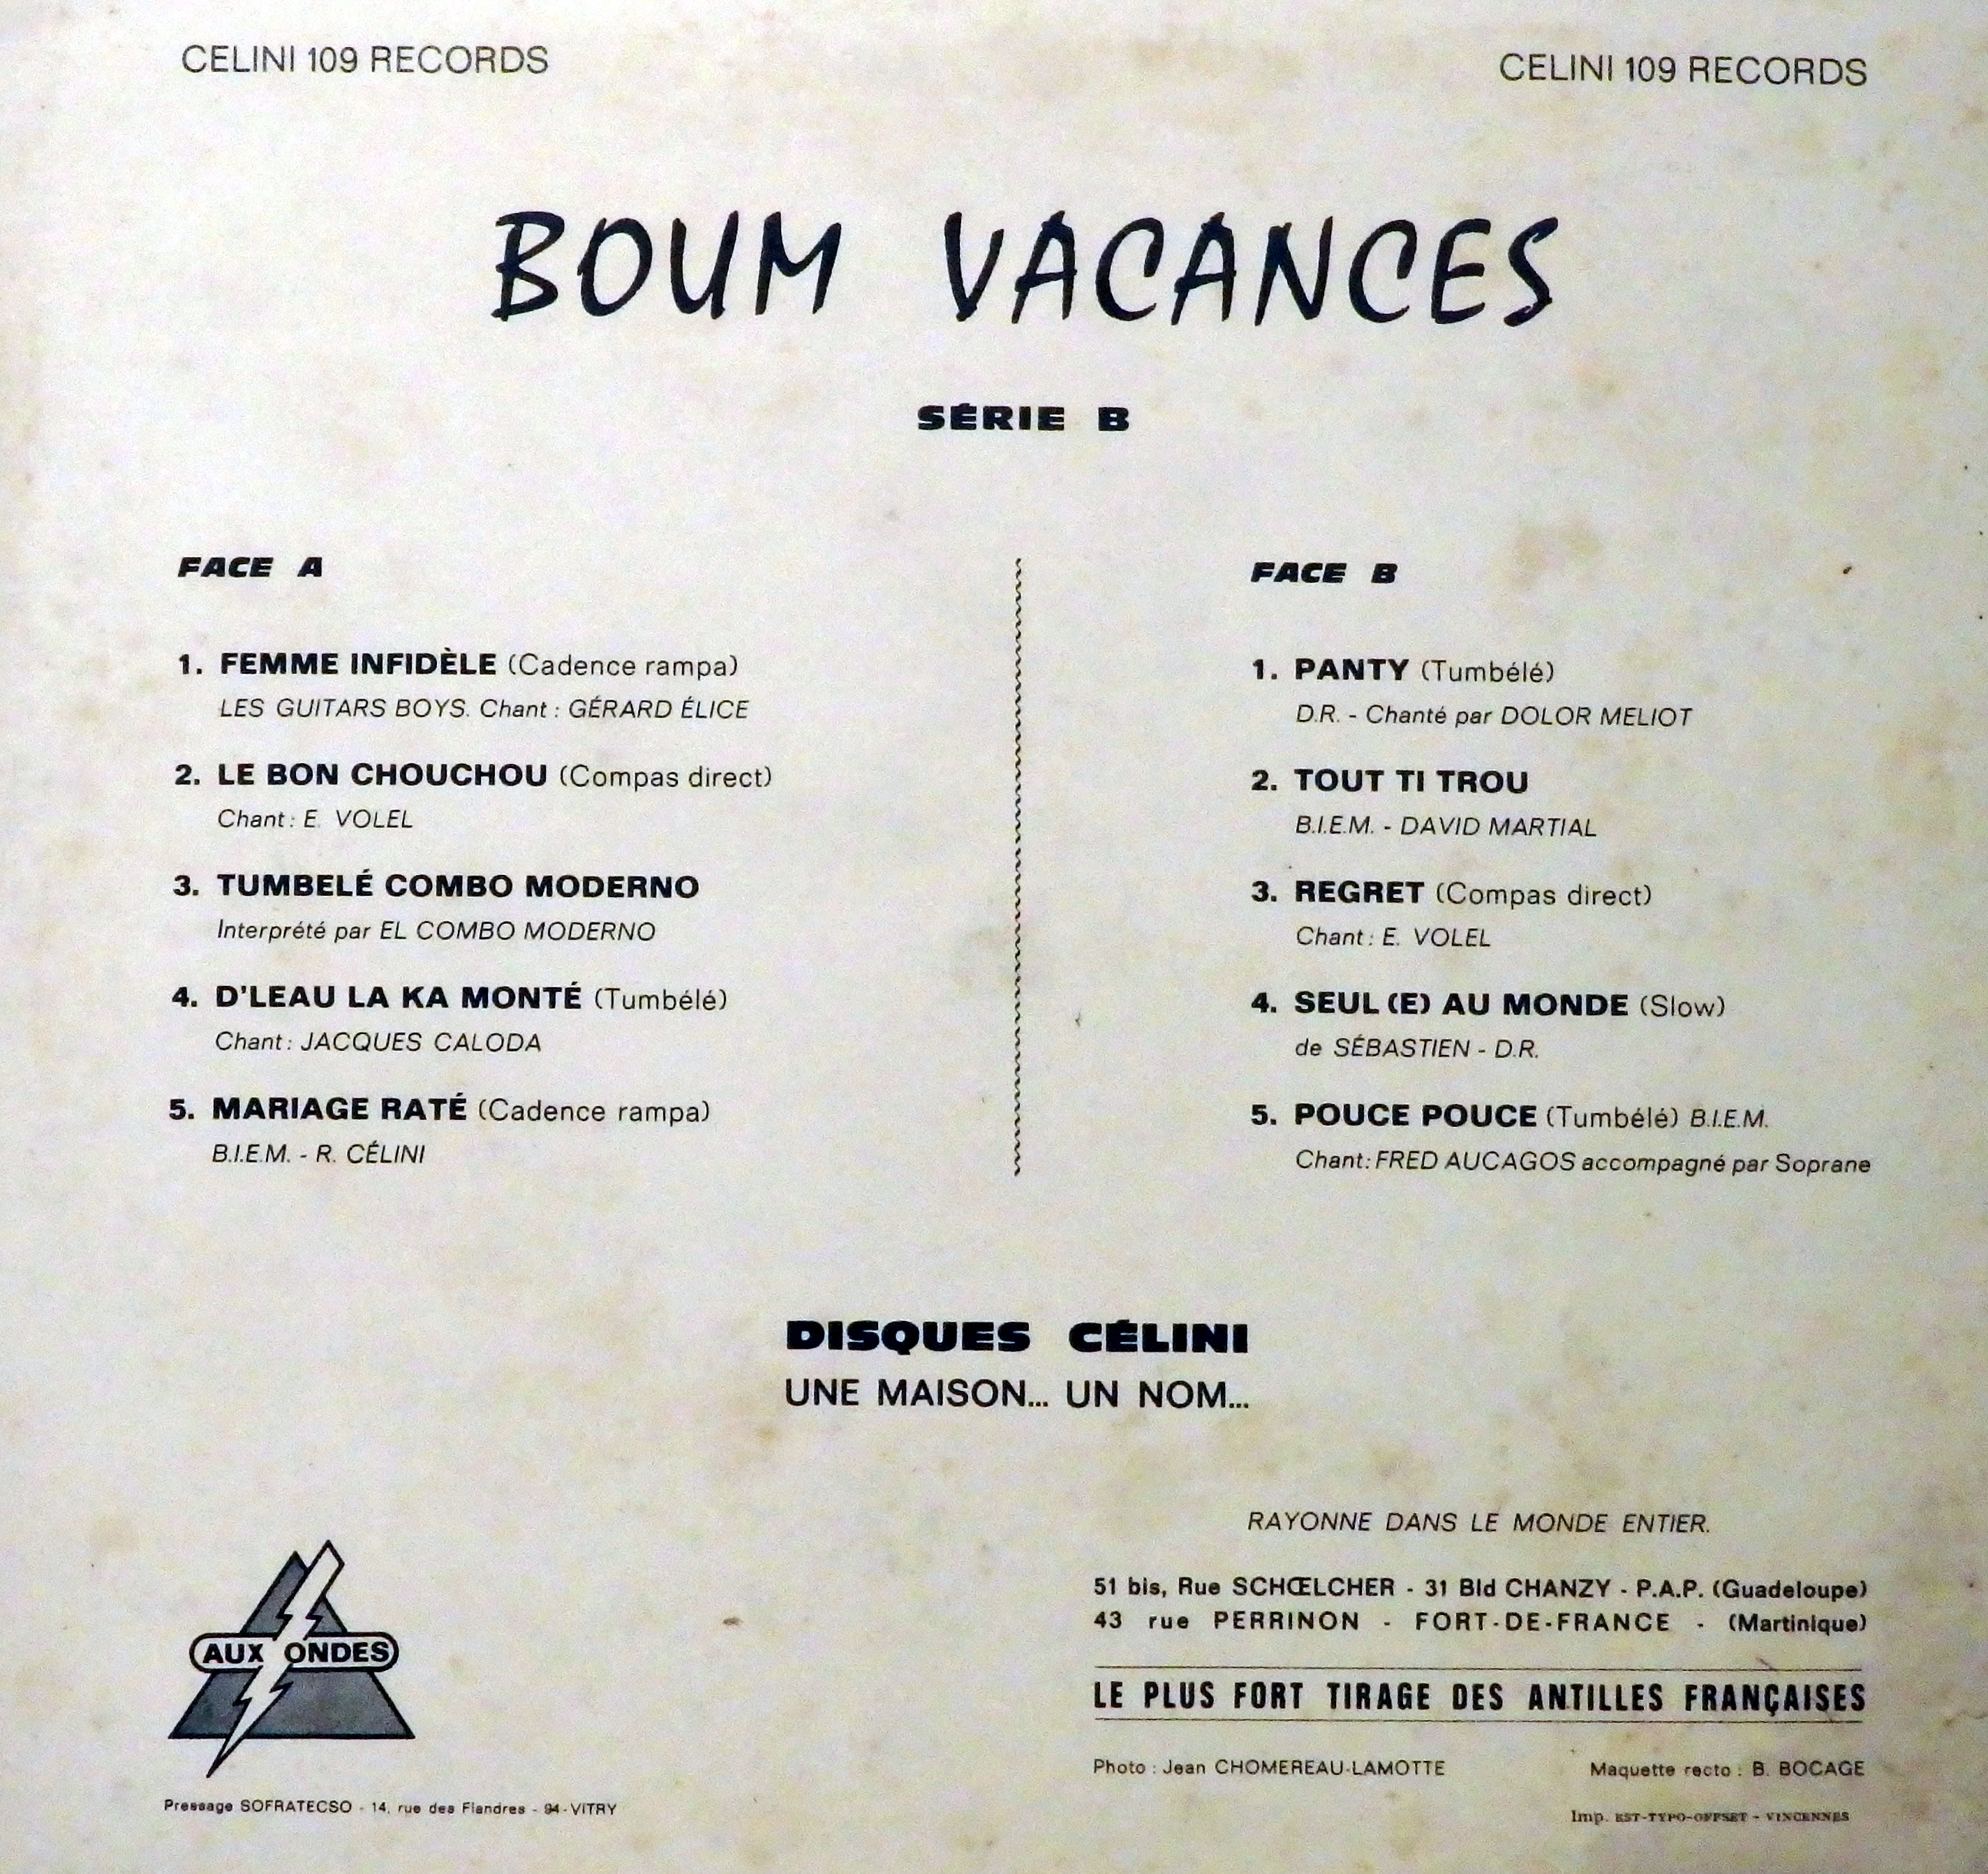 CELINI 109 RECORDS
CELINI 109 RECORDS
BOUM VACANCES
SÉRIE B
FACE A
1. FEMME INFIDÈLE (Cadence rampa)
LES GUITARS BOYS. Chant : GÉRARD ÉLICE
2. LE BON CHOUCHOU (Compas direct)
Chant : E. VOLEL
3. TUMBELÉ COMBO MODERNO
Interprété par EL COMBO MODERNO
4. D'LEAU LA KA MONTÉ (Tumbélé)
Chant : JACQUES CALODA
5. MARIAGE RATÉ (Cadence rampa)
B.I.E.M. - R. CÉLINI
FACE B
1. PANTY (Tumbélé)
D.R. - Chanté par DOLOR MELIOT
2. TOUT TI TROU
B.I.E.M. - DAVID MARTIAL
3. REGRET (Compas direct)
Chant : E. VOLEL
4. SEUL (E) AU MONDE (Slow)
de SÉBASTIEN - D.R.
5. POUCE POUCE (Tumbélé) B.I.E.M.
Chant : FRED AUCAGOS accompagné par Soprane
DISQUES CÉLINI
UNE MAISON... UN NOM...
RAYONNE DANS LE MONDE ENTIER.
51 bis, Rue SCHŒLCHER - 31 Bld CHANZY - P.A.P. (Guadeloupe)
43 rue PERRINON - FORT-DE-FRANCE - (Martinique)
LE PLUS FORT TIRAGE DES ANTILLES FRANÇAISES
Photo : Jean CHOMEREAU-LAMOTTE
Maquette recto : B. BOCAGE
Imp. EST-TYPO-OFFSET - VINCENNES
AUX ONDES
Pressage SOFRATECSO - 14, rue des Flandres - 94-VITRY